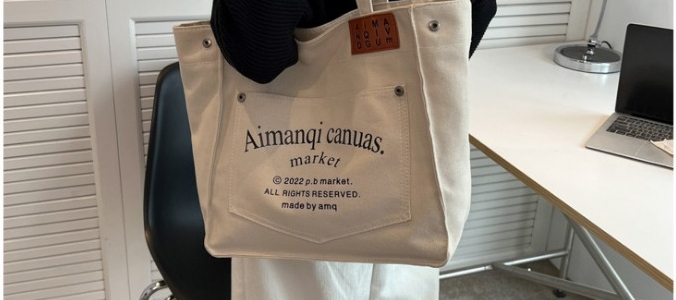 Aimanqi canuas.
market
© 2022 p.b market.
ALL RIGHTS RESERVED.
made by amq